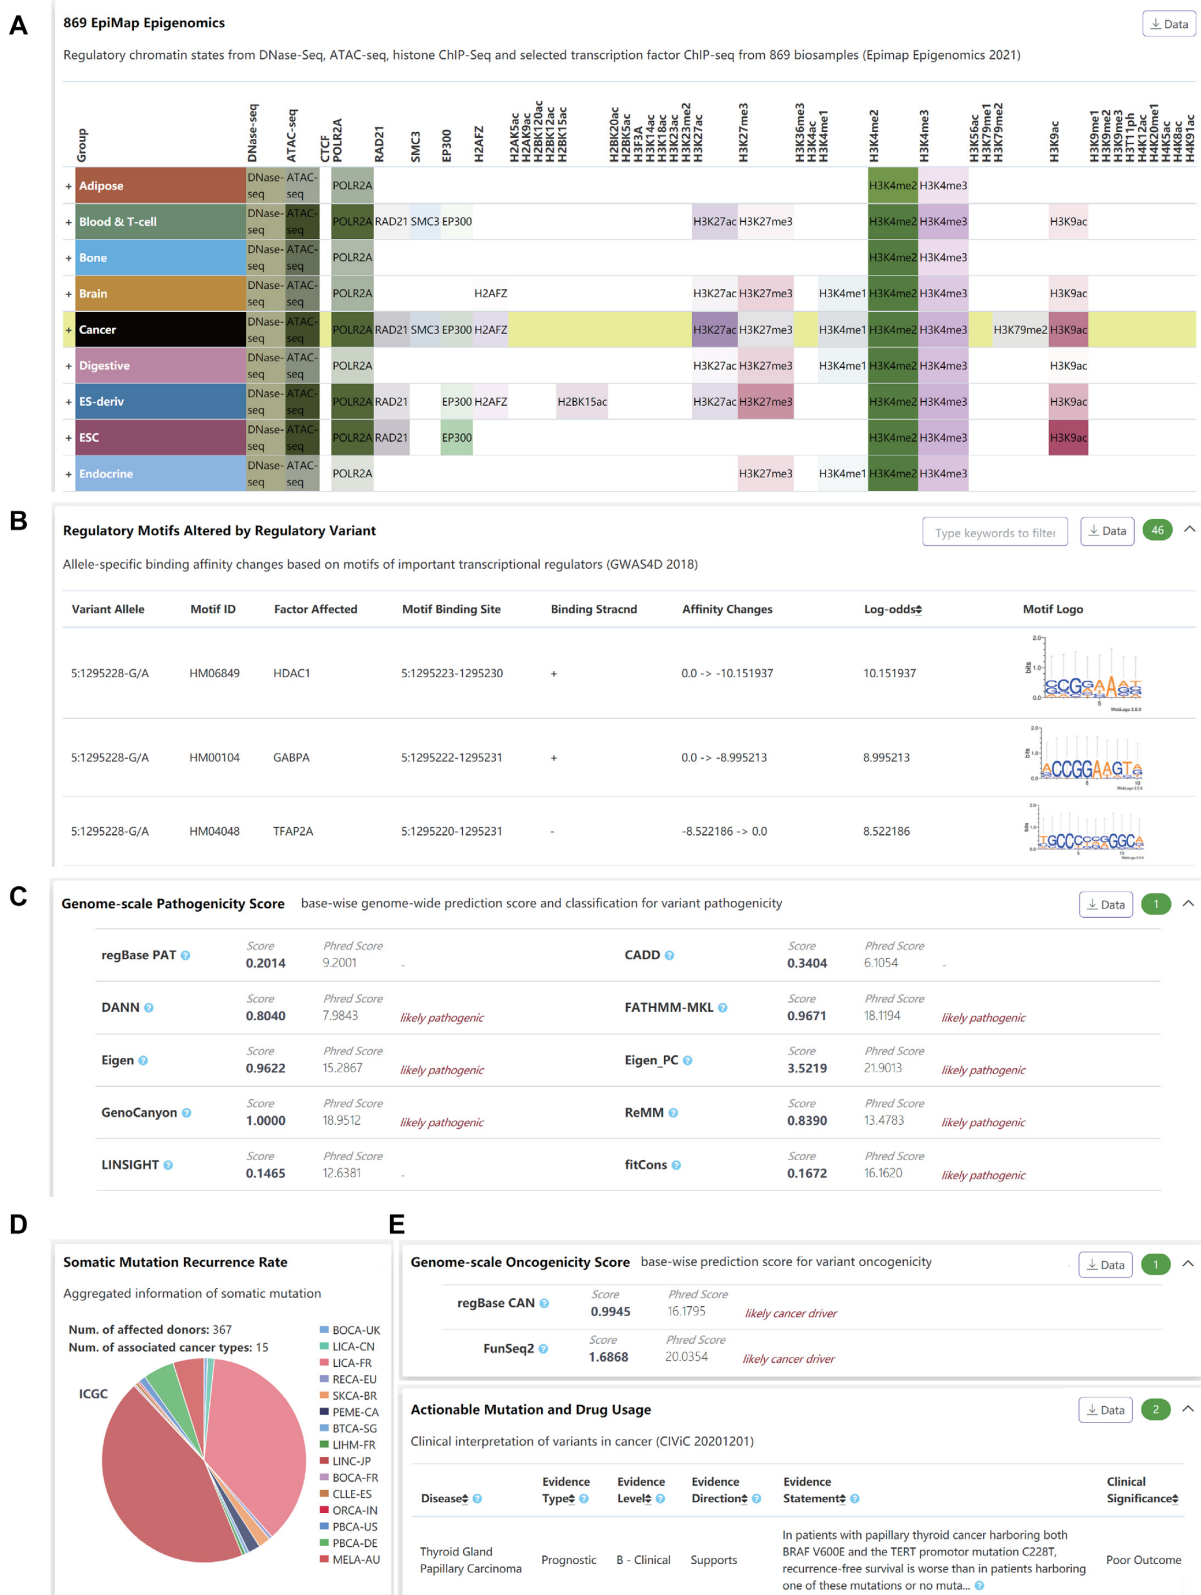 A
869 EpiMap Epigenomics
Data
Regulatory chromatin states from DNase-Seq, ATAC-seq, histone ChIP-Seq and selected transcription factor ChIP-seq from 869 biosamples (Epimap Epigenomics 2021)
Group DNase-seq ATAC-seq CTCF POLR2A RAD21 SMC3 EP300 H2AFZ H2AK5ac H2AK9ac H2BK120ac H2BK12ac H2BK15ac H2BK20ac H2BK5ac H3F3A H3K14ac H3K18ac H3K23ac H3K23me2 H3K27ac H3K27me3 H3K36me3 H3K4ac H3K4me1 H3K4me2 H3K4me3 H3K56ac H3K79me1 H3K79me2 H3K9ac H3K9me1 H3K9me2 H3K9me3 H3T11ph H4K12ac H4K20me1 H4K5ac H4K8ac H4K91ac
+ Adipose DNase-seq ATAC-seq POLR2A H3K4me2 H3K4me3
+ Blood & T-cell DNase-seq ATAC-seq POLR2A RAD21 SMC3 EP300 H3K27ac H3K27me3 H3K4me2 H3K4me3 H3K9ac
+ Bone DNase-seq ATAC-seq POLR2A H3K4me2 H3K4me3
+ Brain DNase-seq ATAC-seq POLR2A H2AFZ H3K27ac H3K27me3 H3K4me1 H3K4me2 H3K4me3 H3K9ac
+ Cancer DNase-seq ATAC-seq POLR2A RAD21 SMC3 EP300 H2AFZ H3K27ac H3K27me3 H3K4me1 H3K4me2 H3K4me3 H3K79me2 H3K9ac
+ Digestive DNase-seq ATAC-seq POLR2A H3K27ac H3K27me3 H3K4me1 H3K4me2 H3K4me3 H3K9ac
+ ES-deriv DNase-seq ATAC-seq POLR2A RAD21 EP300 H2AFZ H2BK15ac H3K27ac H3K27me3 H3K4me2 H3K4me3 H3K9ac
+ ESC DNase-seq ATAC-seq POLR2A RAD21 EP300 H3K4me2 H3K4me3 H3K9ac
+ Endocrine DNase-seq ATAC-seq POLR2A H3K27me3 H3K4me1 H3K4me2 H3K4me3
B
Regulatory Motifs Altered by Regulatory Variant
Type keywords to filter Data 46
Allele-specific binding affinity changes based on motifs of important transcriptional regulators (GWAS4D 2018)
Variant Allele Motif ID Factor Affected Motif Binding Site Binding Stracnd Affinity Changes Log-odds Motif Logo
5:1295228-G/A HM06849 HDAC1 5:1295223-1295230 + 0.0 -> -10.151937 10.151937
5:1295228-G/A HM00104 GABPA 5:1295222-1295231 + 0.0 -> -8.995213 8.995213
5:1295228-G/A HM04048 TFAP2A 5:1295220-1295231 - -8.522186 -> 0.0 8.522186
C
Genome-scale Pathogenicity Score base-wise genome-wide prediction score and classification for variant pathogenicity
Data 1
regBase PAT Score 0.2014 Phred Score 9.2001 -
CADD Score 0.3404 Phred Score 6.1054 -
DANN Score 0.8040 Phred Score 7.9843 likely pathogenic
FATHMM-MKL Score 0.9671 Phred Score 18.1194 likely pathogenic
Eigen Score 0.9622 Phred Score 15.2867 likely pathogenic
Eigen_PC Score 3.5219 Phred Score 21.9013 likely pathogenic
GenoCanyon Score 1.0000 Phred Score 18.9512 likely pathogenic
ReMM Score 0.8390 Phred Score 13.4783 likely pathogenic
LINSIGHT Score 0.1465 Phred Score 12.6381 -
fitCons Score 0.1672 Phred Score 16.1620 likely pathogenic
D
Somatic Mutation Recurrence Rate
Aggregated information of somatic mutation
Num. of affected donors: 367
Num. of associated cancer types: 15
ICGC
BOCA-UK
LICA-CN
LICA-FR
RECA-EU
SKCA-BR
PEME-CA
BTCA-SG
LIHM-FR
LINC-JP
BOCA-FR
CLLE-ES
ORCA-IN
PBCA-US
PBCA-DE
MELA-AU
E
Genome-scale Oncogenicity Score base-wise prediction score for variant oncogenicity
Data 1
regBase CAN Score 0.9945 Phred Score 16.1795 likely cancer driver
FunSeq2 Score 1.6868 Phred Score 20.0354 likely cancer driver
Actionable Mutation and Drug Usage
Data 2
Clinical interpretation of variants in cancer (CIViC 20201201)
Disease Evidence Type Evidence Level Evidence Direction Evidence Statement Clinical Significance
Thyroid Gland Papillary Carcinoma Prognostic B - Clinical Supports
In patients with papillary thyroid cancer harboring both
BRAF V600E and the TERT promotor mutation C228T,
recurrence-free survival is worse than in patients harboring
one of these mutations or no muta...
Poor Outcome